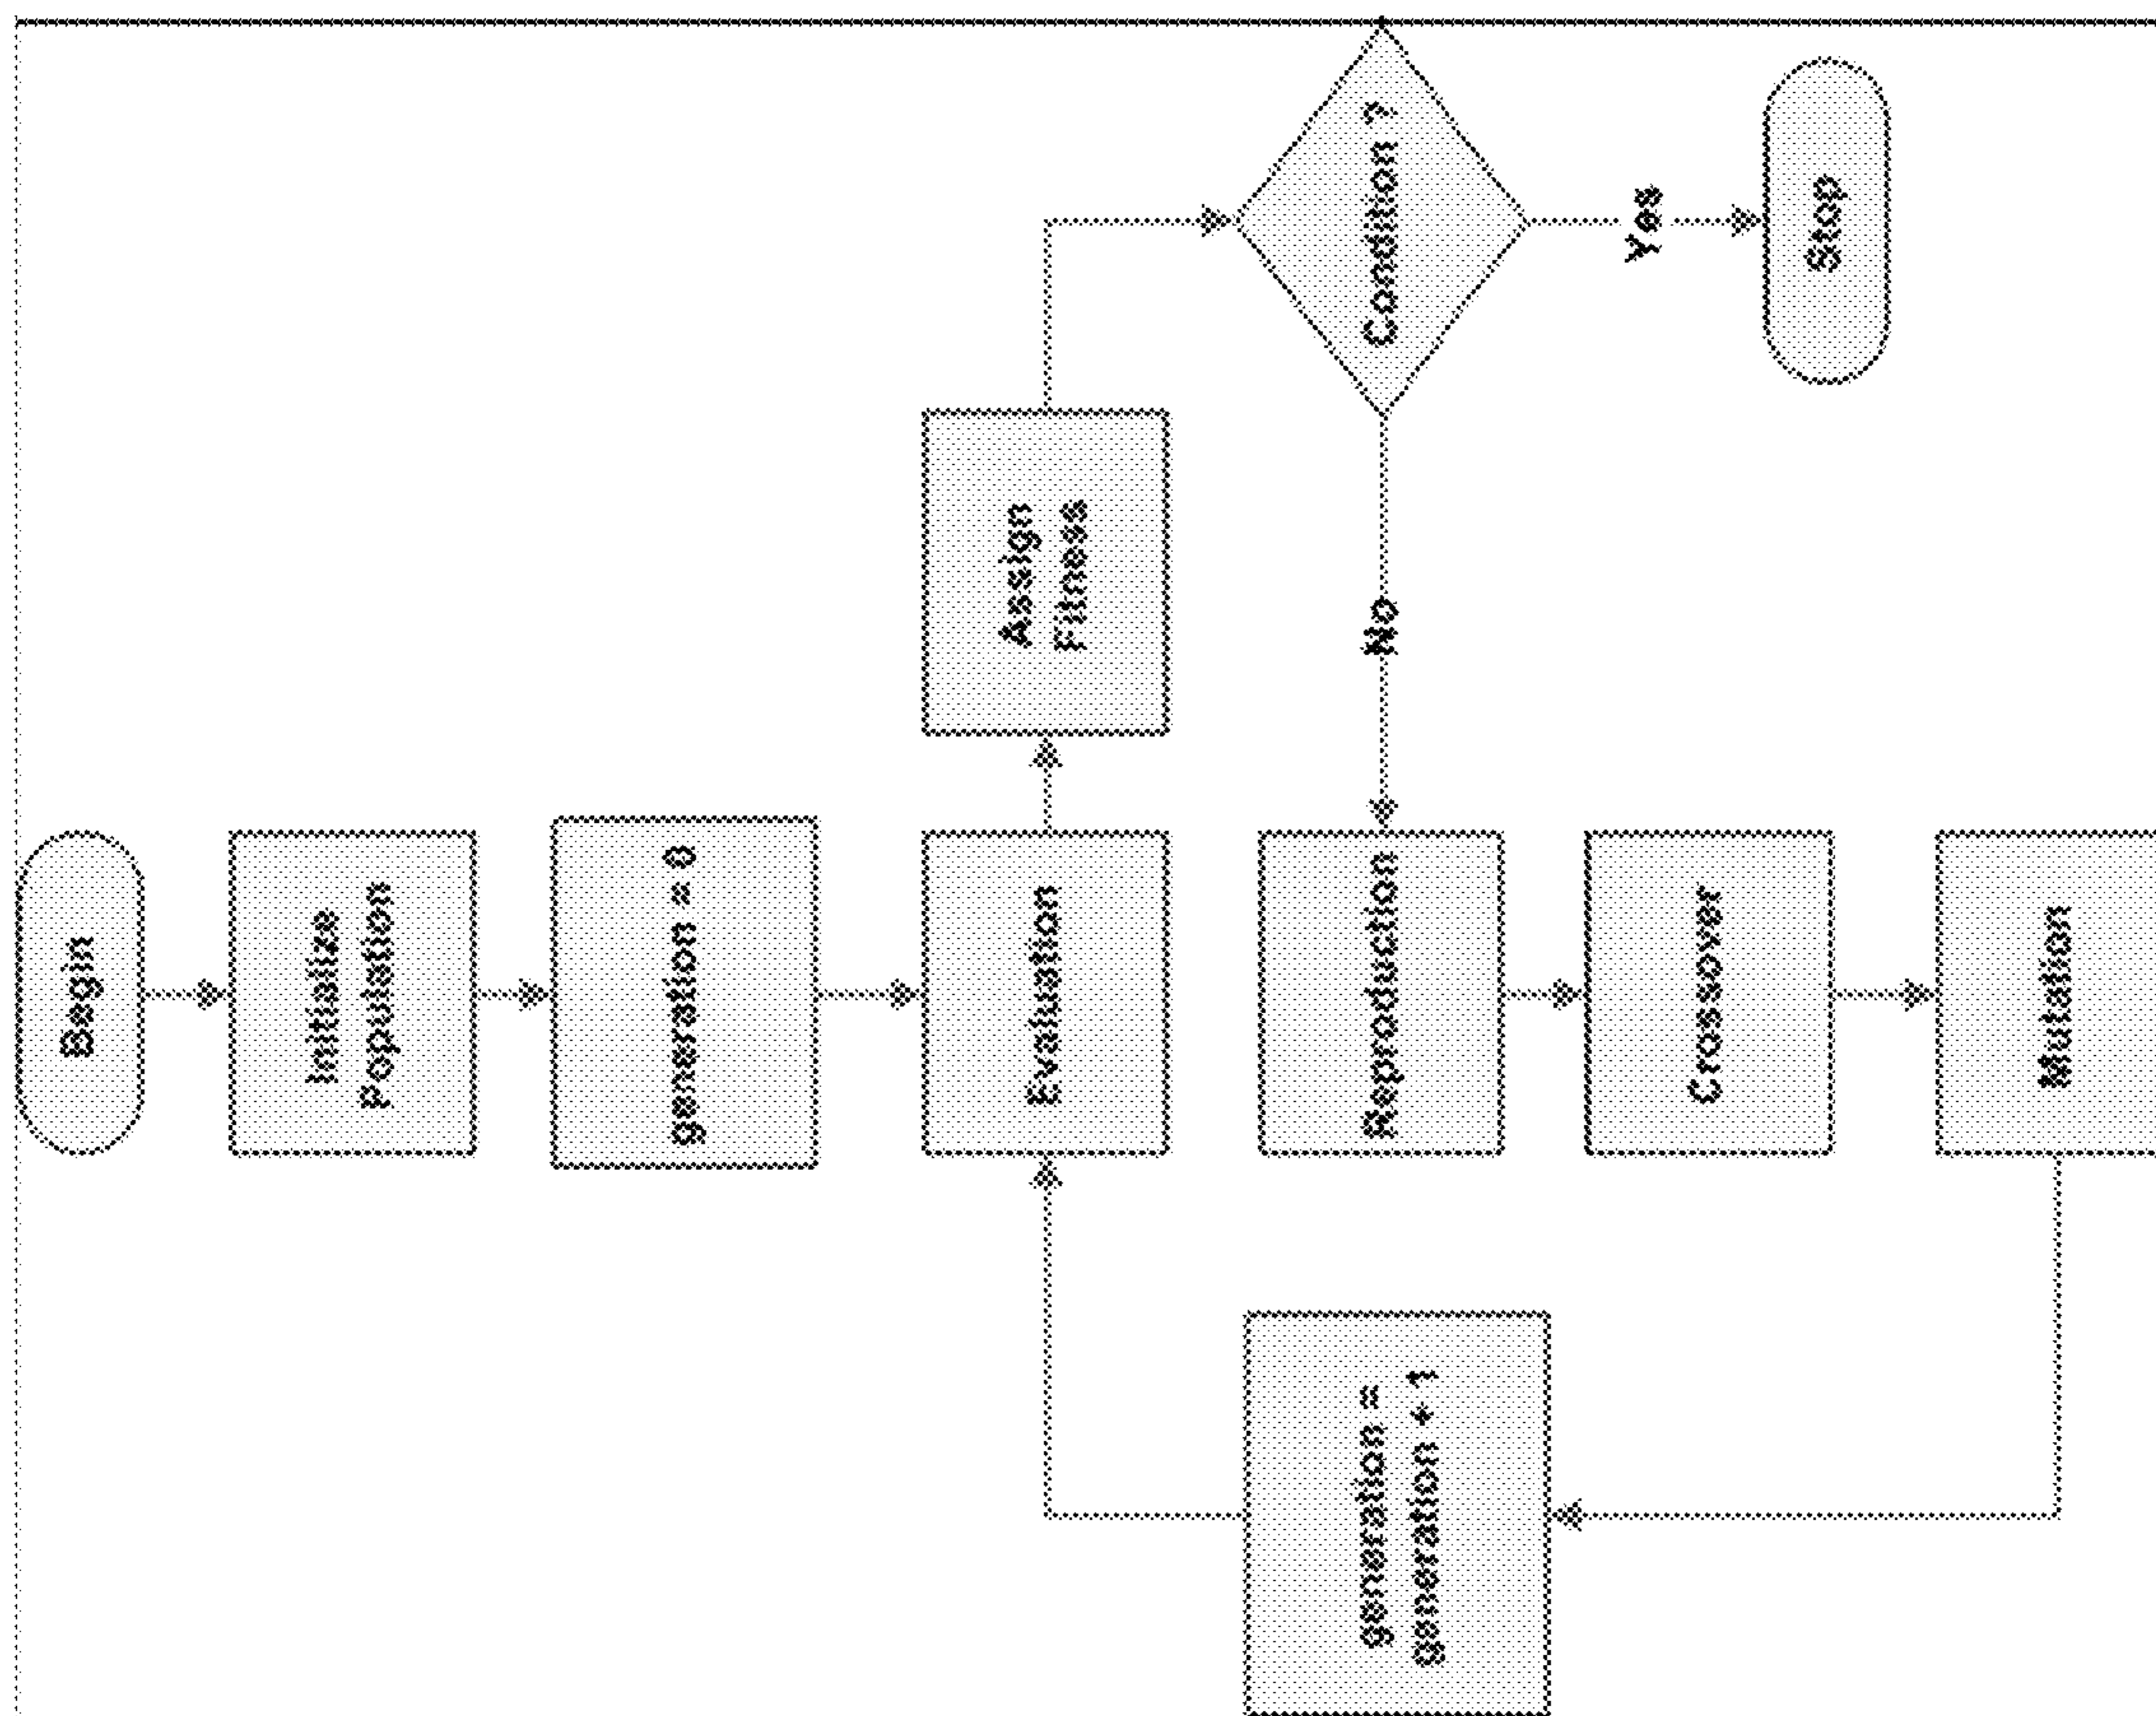 Begin
Initialize
Population
generation = 0
Evaluation
Assign
Fitness
Condition ?
Yes
Stop
No
Reproduction
Crossover
Mutation
generation =
generation + 1